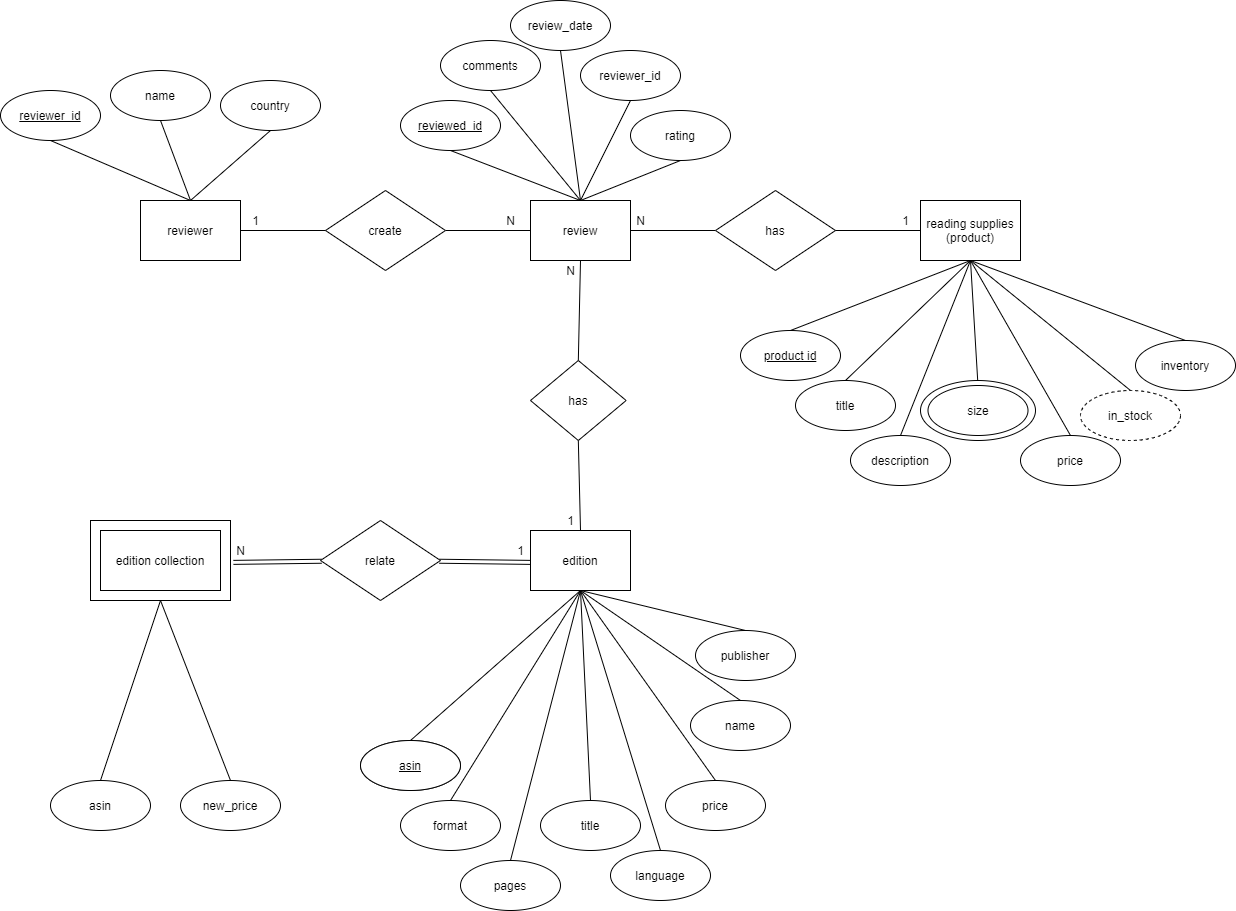 review_date
comments
reviewer_id
reviewer_id
name
country
reviewed_id
rating
reviewer
1
create
N
review
N
has
1
reading supplies
(product)
N
product id
title
description
size
price
in_stock
inventory
has
1
edition collection
N
relate
1
edition
asin
new_price
asin
format
pages
title
language
price
name
publisher